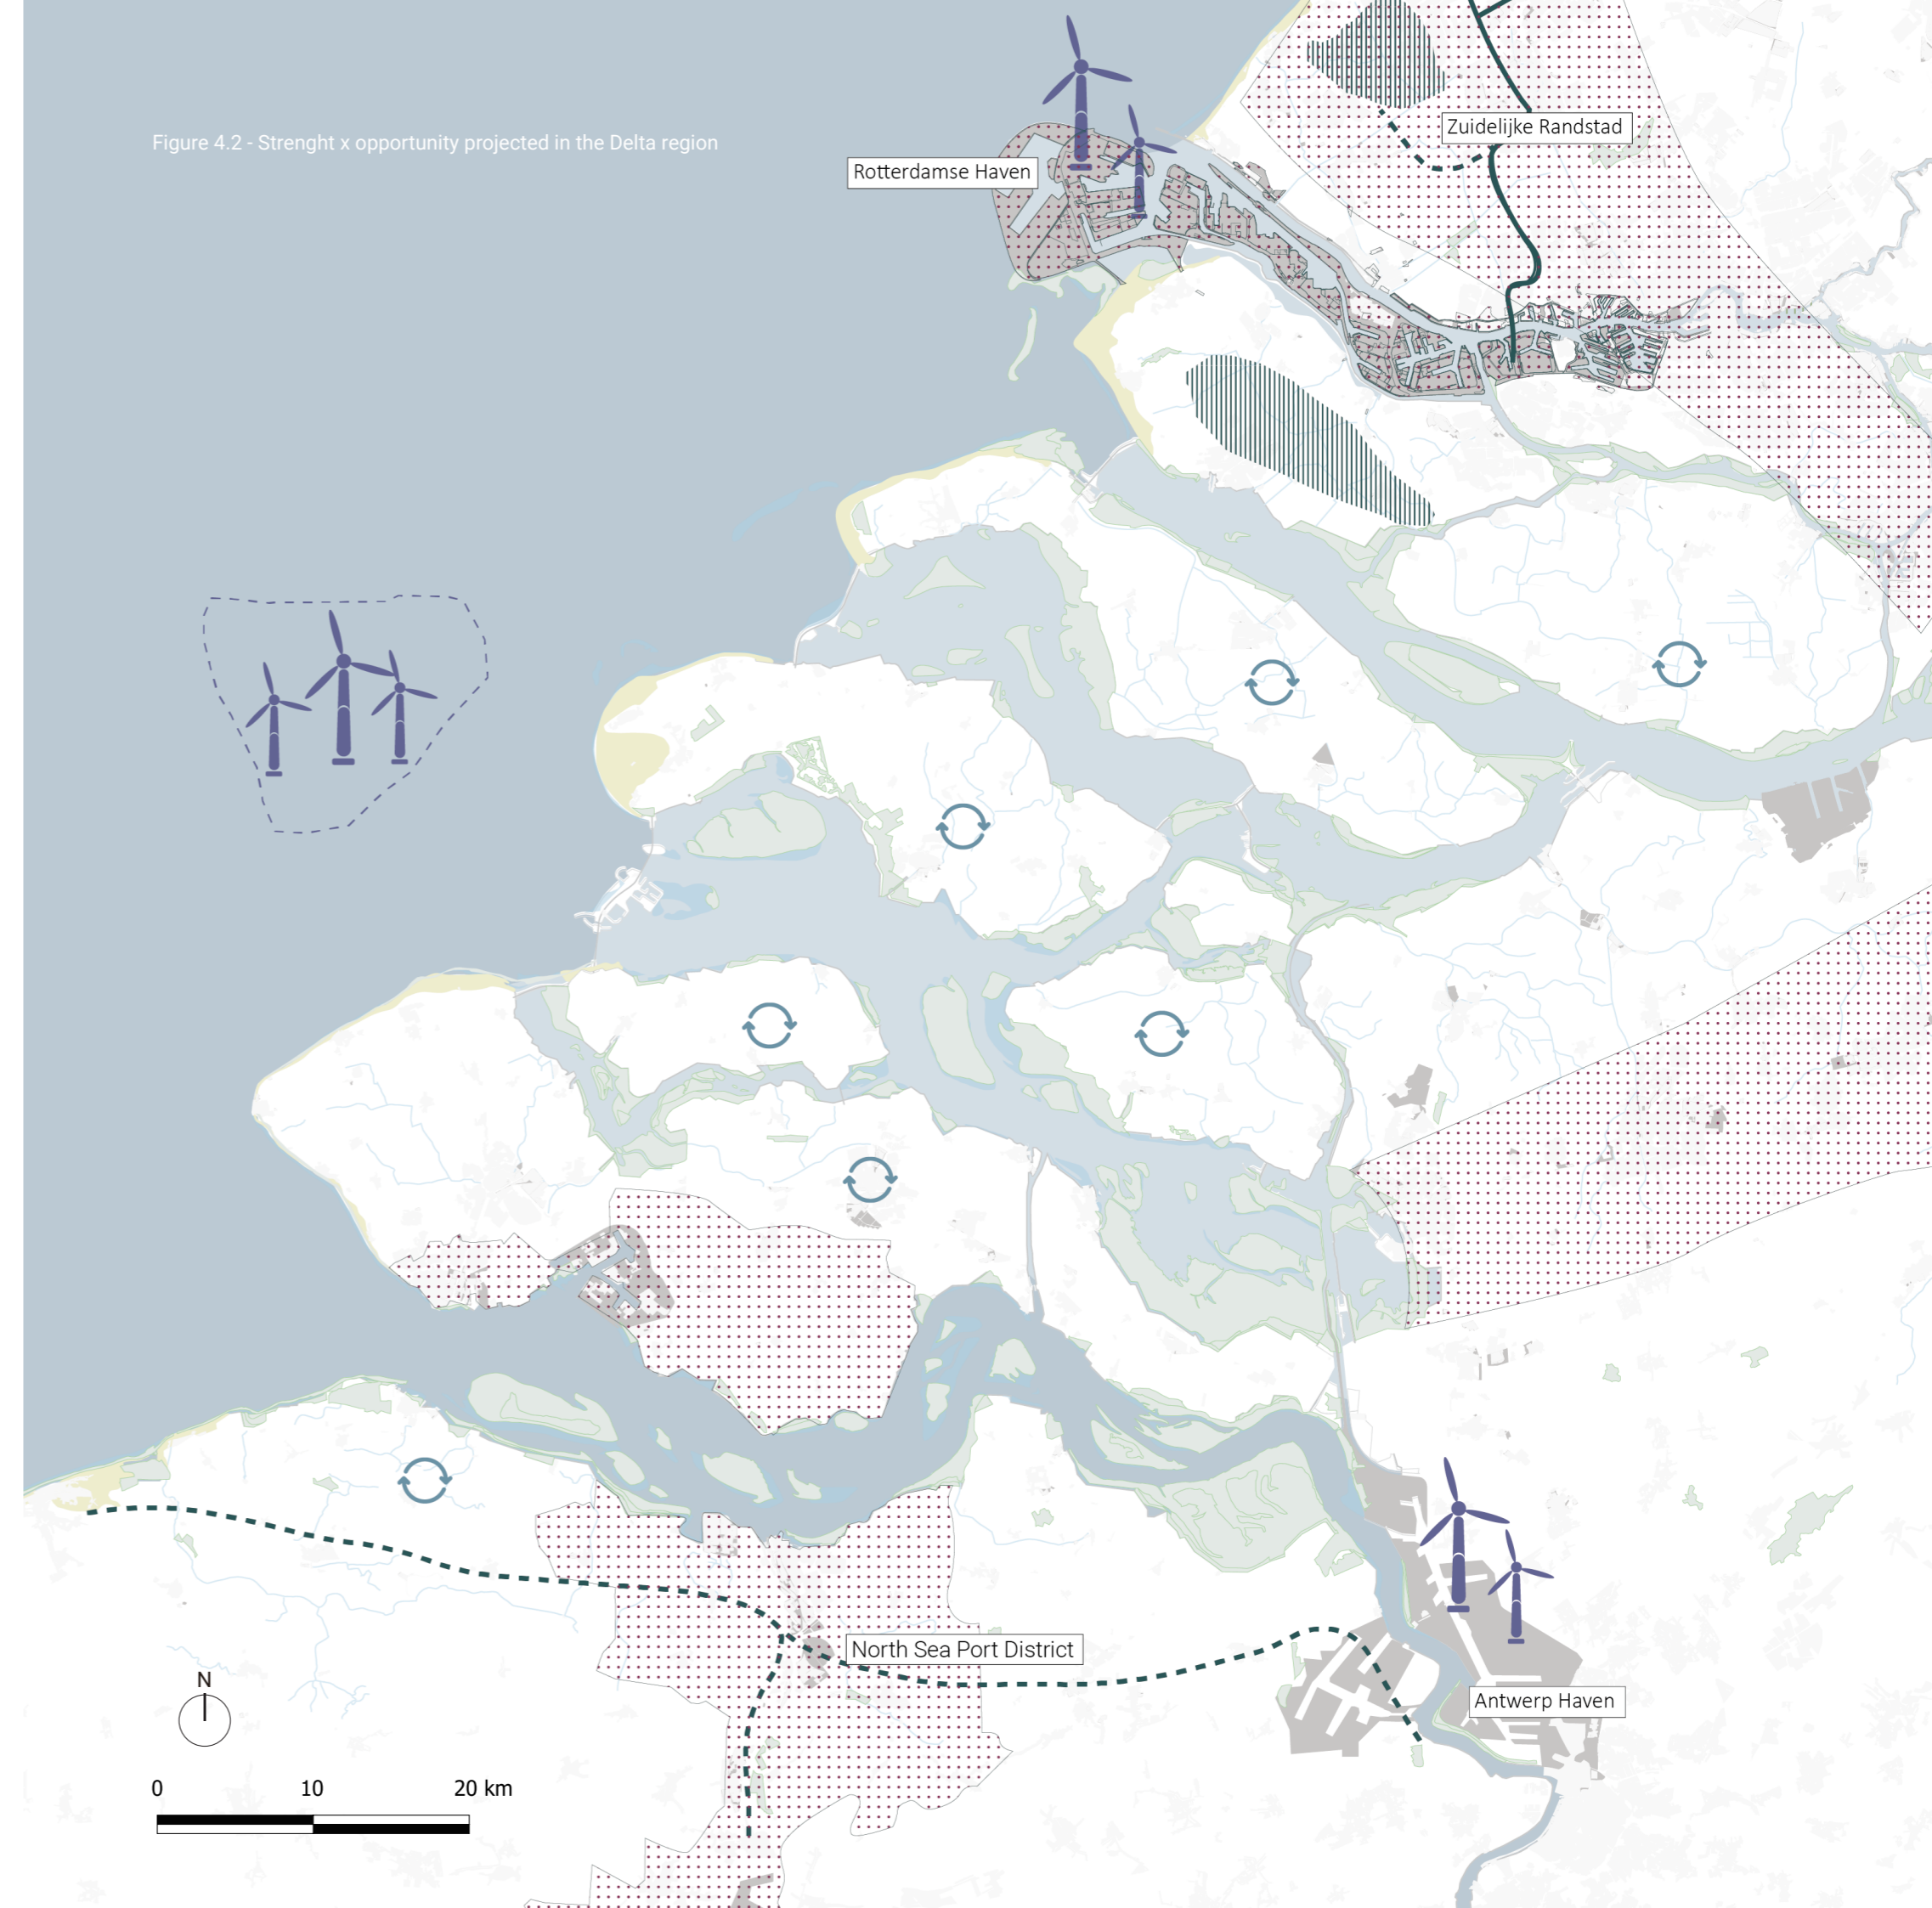 Figure 4.2 - Strenght x opportunity projected in the Delta region
Zuidelijke Randstad
Rotterdamse Haven
North Sea Port District
Antwerp Haven
N
0 10 20 km